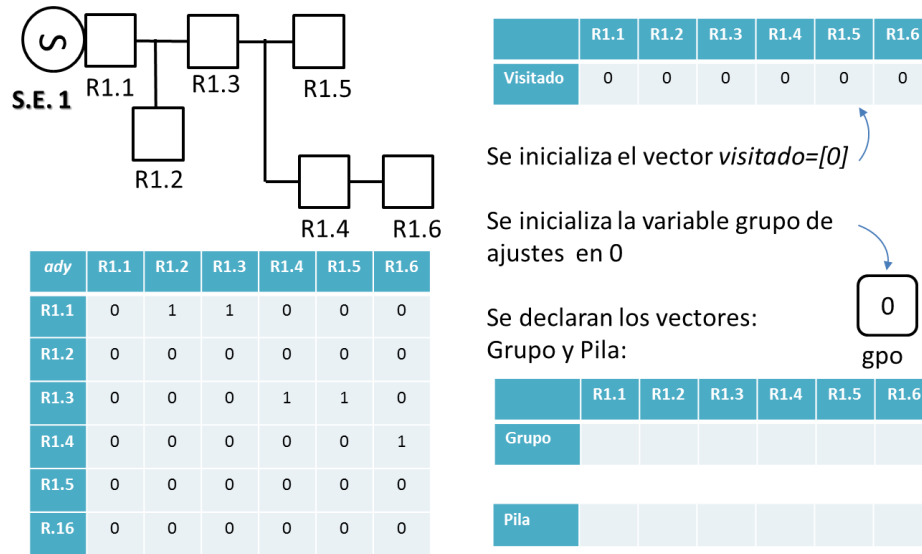 S
S.E. 1
R1.1
R1.3
R1.5
R1.2
R1.4
R1.6
ady R1.1 R1.2 R1.3 R1.4 R1.5 R1.6
R1.1 0 1 1 0 0 0
R1.2 0 0 0 0 0 0
R1.3 0 0 0 1 1 0
R1.4 0 0 0 0 0 1
R1.5 0 0 0 0 0 0
R.16 0 0 0 0 0 0
R1.1 R1.2 R1.3 R1.4 R1.5 R1.6
Visitado 0 0 0 0 0 0
Se inicializa el vector visitado=[0]
Se inicializa la variable grupo de
ajustes en 0
0
gpo
Se declaran los vectores:
Grupo y Pila:
R1.1 R1.2 R1.3 R1.4 R1.5 R1.6
Grupo
Pila